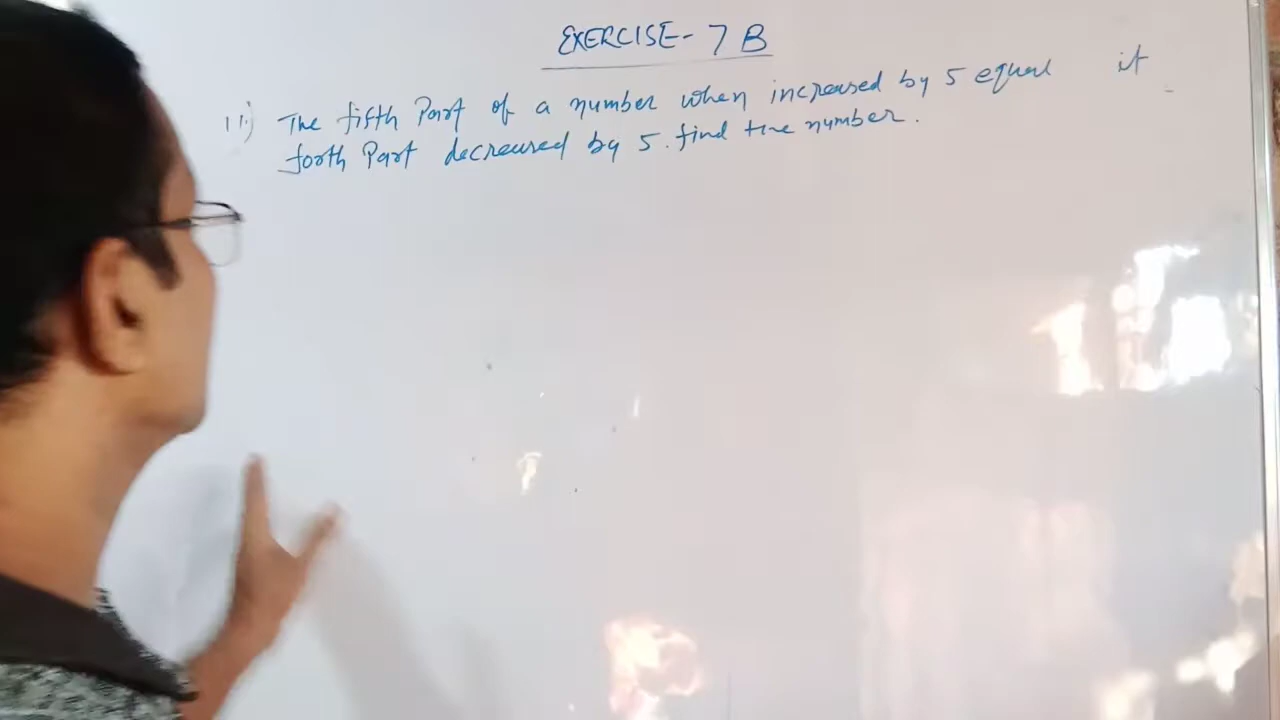 EXERCISE- 7 B
11) The fifth Part of a number when increased by 5 equal it
forth Part decreased by 5. find the number.